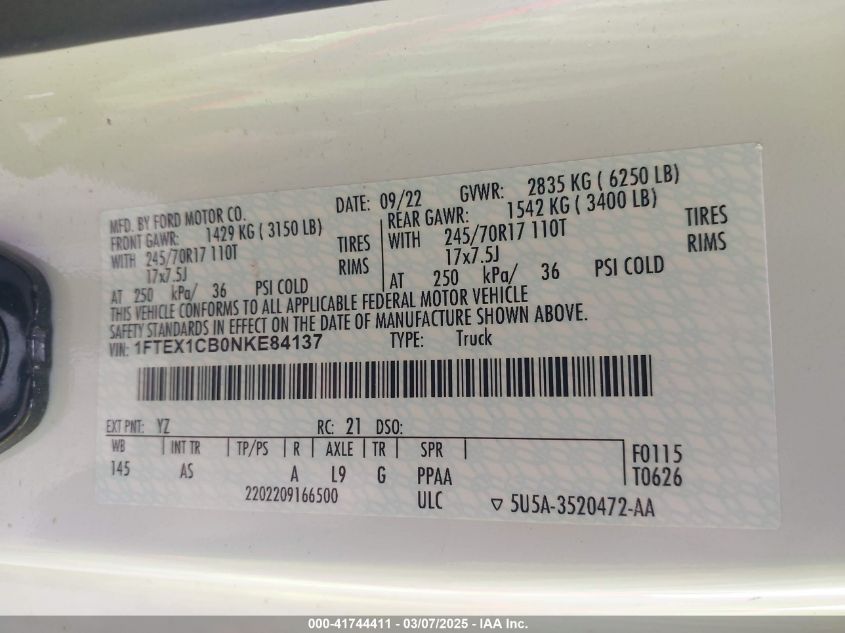 MFD. BY FORD MOTOR CO.
DATE: 09/22 GVWR: 2835 KG ( 6250 LB)
FRONT GAWR: 1429 KG ( 3150 LB)
WITH 245/70R17 110T TIRES
17x7.5J RIMS
AT 250 kPa/ 36 PSI COLD
REAR GAWR: 1542 KG ( 3400 LB)
WITH 245/70R17 110T TIRES
17x7.5J RIMS
AT 250 kPa/ 36 PSI COLD
THIS VEHICLE CONFORMS TO ALL APPLICABLE FEDERAL MOTOR VEHICLE
SAFETY STANDARDS IN EFFECT ON THE DATE OF MANUFACTURE SHOWN ABOVE.
VIN: 1FTEX1CB0NKE84137 TYPE: Truck
EXT PNT: YZ RC: 21 DSO:
WB INT TR TP/PS R AXLE TR SPR
145 AS A L9 G PPAA
F0115
T0626
2202209166500 ULC ▽ 5U5A-3520472-AA
000-41744411 - 03/07/2025 - IAA Inc.